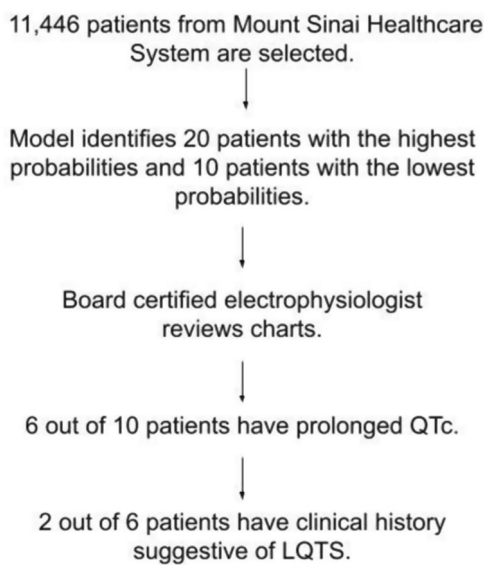 11,446 patients from Mount Sinai Healthcare
System are selected.
Model identifies 20 patients with the highest
probabilities and 10 patients with the lowest
probabilities.
Board certified electrophysiologist
reviews charts.
6 out of 10 patients have prolonged QTc.
2 out of 6 patients have clinical history
suggestive of LQTS.